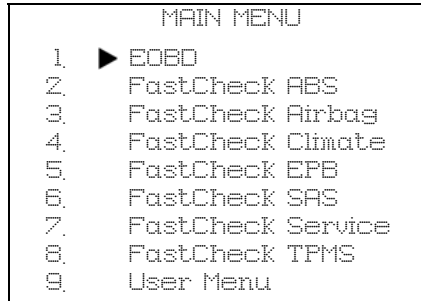 MAIN MENU
1. ▶ EOBD
2. FastCheck ABS
3. FastCheck Airbag
4. FastCheck Climate
5. FastCheck EPB
6. FastCheck SAS
7. FastCheck Service
8. FastCheck TPMS
9. User Menu